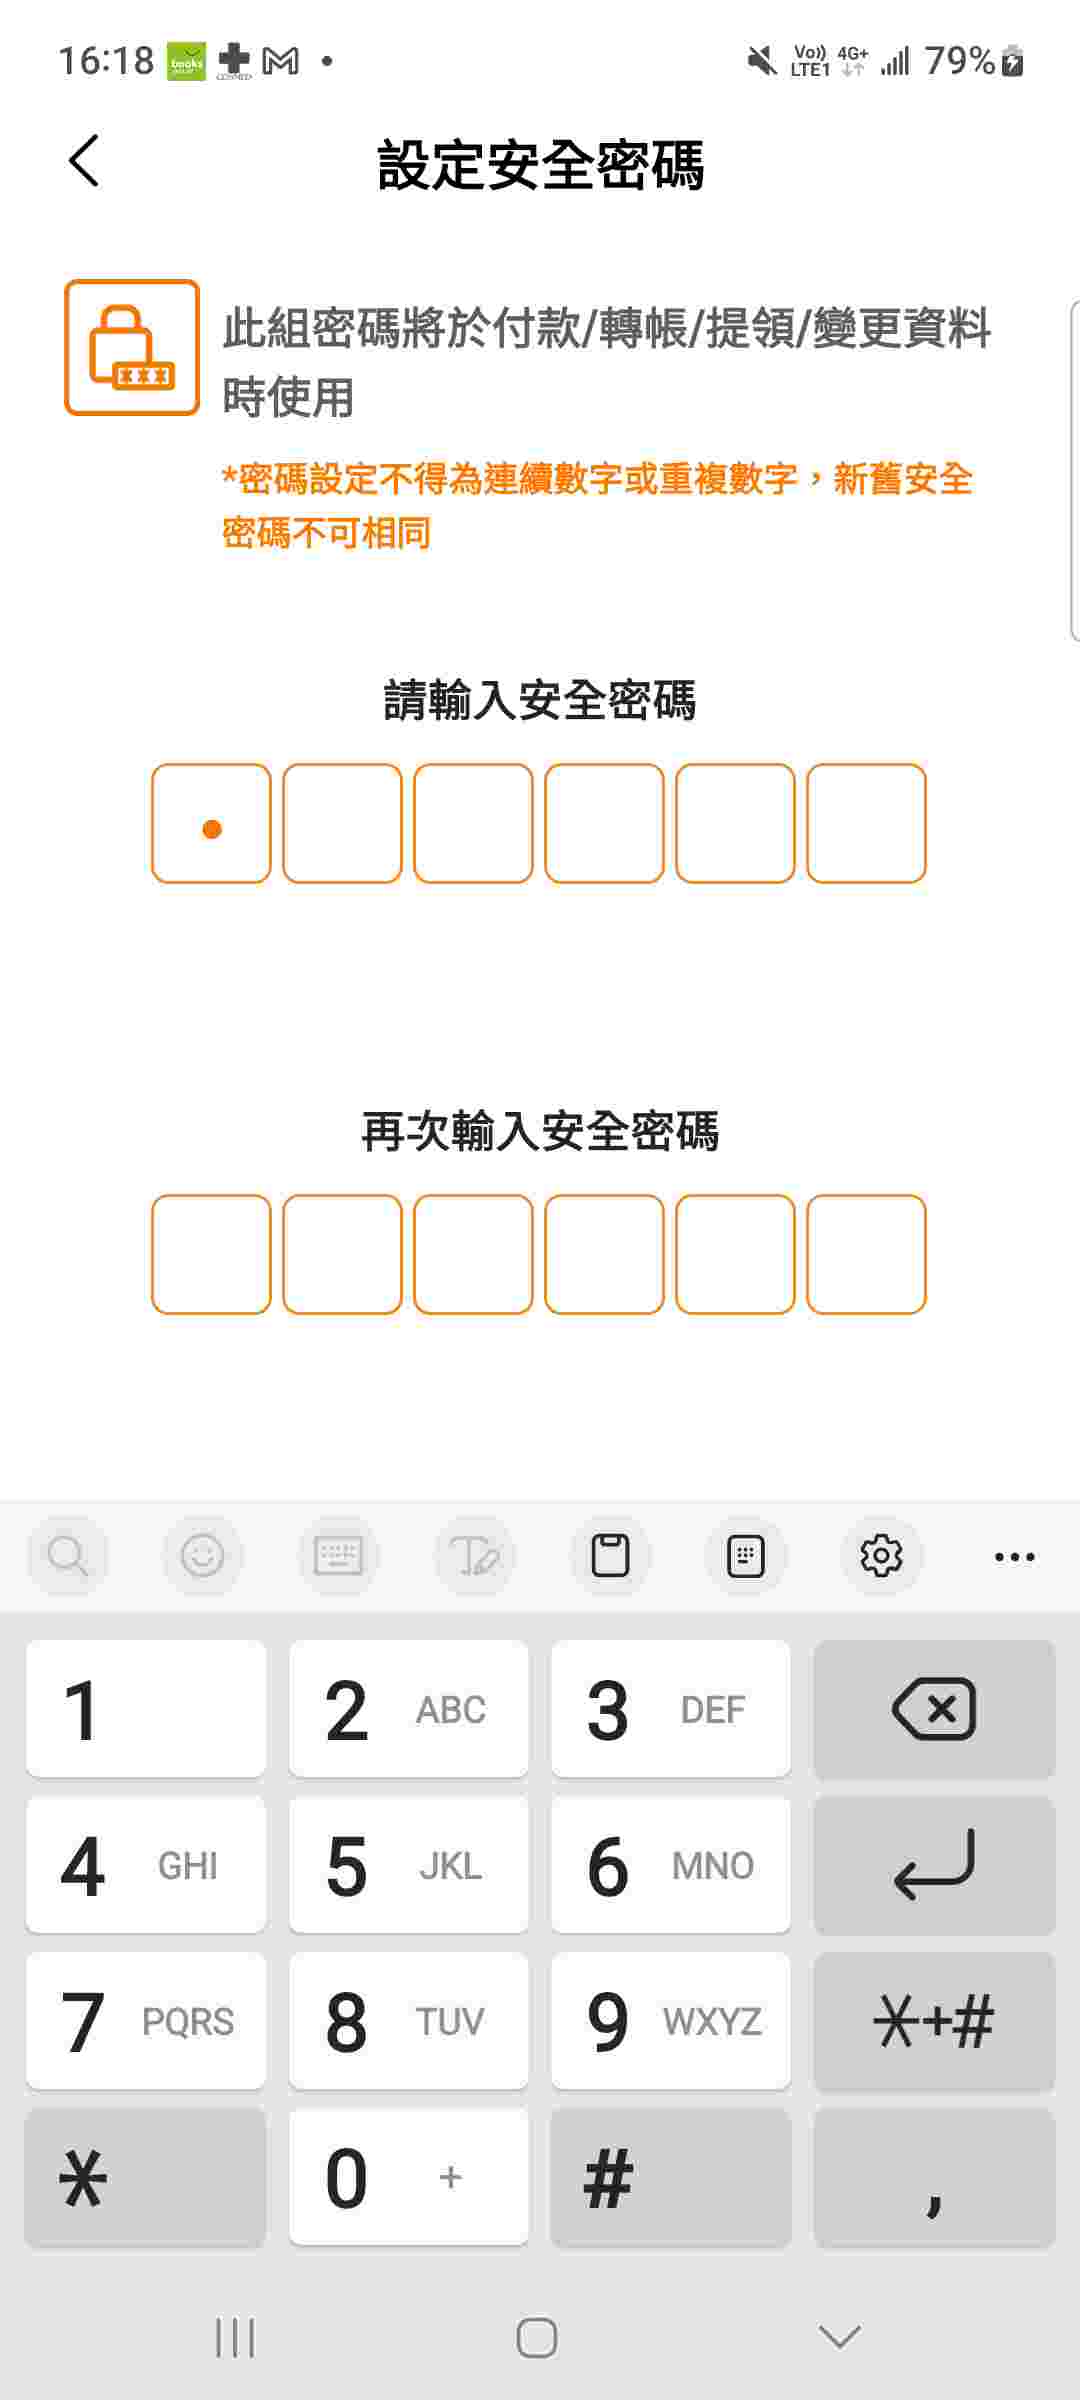 16:18
books
Vo))
LTE1
4G+
79%
設定安全密碼
此組密碼將於付款/轉帳/提領/變更資料
時使用
*密碼設定不得為連續數字或重複數字，新舊安全
密碼不可相同
請輸入安全密碼
再次輸入安全密碼
1
2 ABC
3 DEF
4 GHI
5 JKL
6 MNO
7 PQRS
8 TUV
9 WXYZ
*+#
*
0 +
#
,